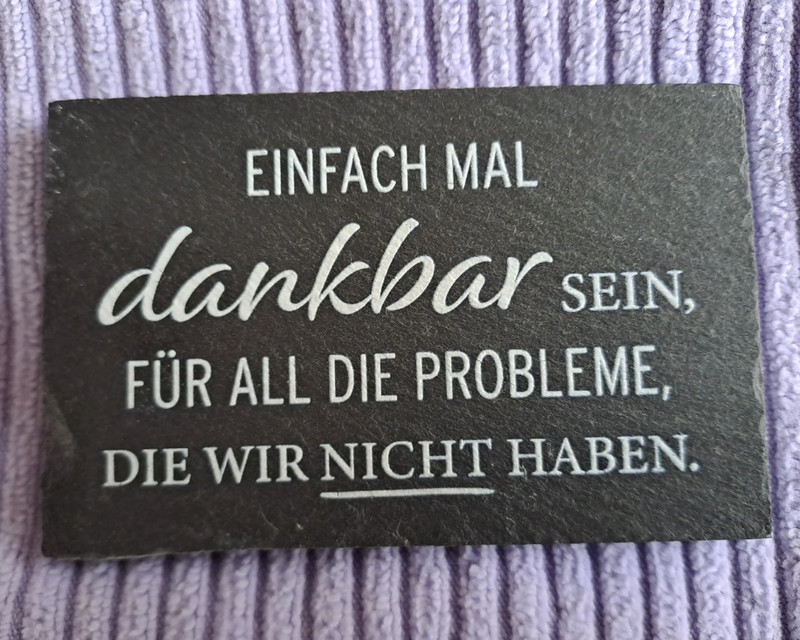 EINFACH MAL
dankbar SEIN,
FÜR ALL DIE PROBLEME,
DIE WIR NICHT HABEN.